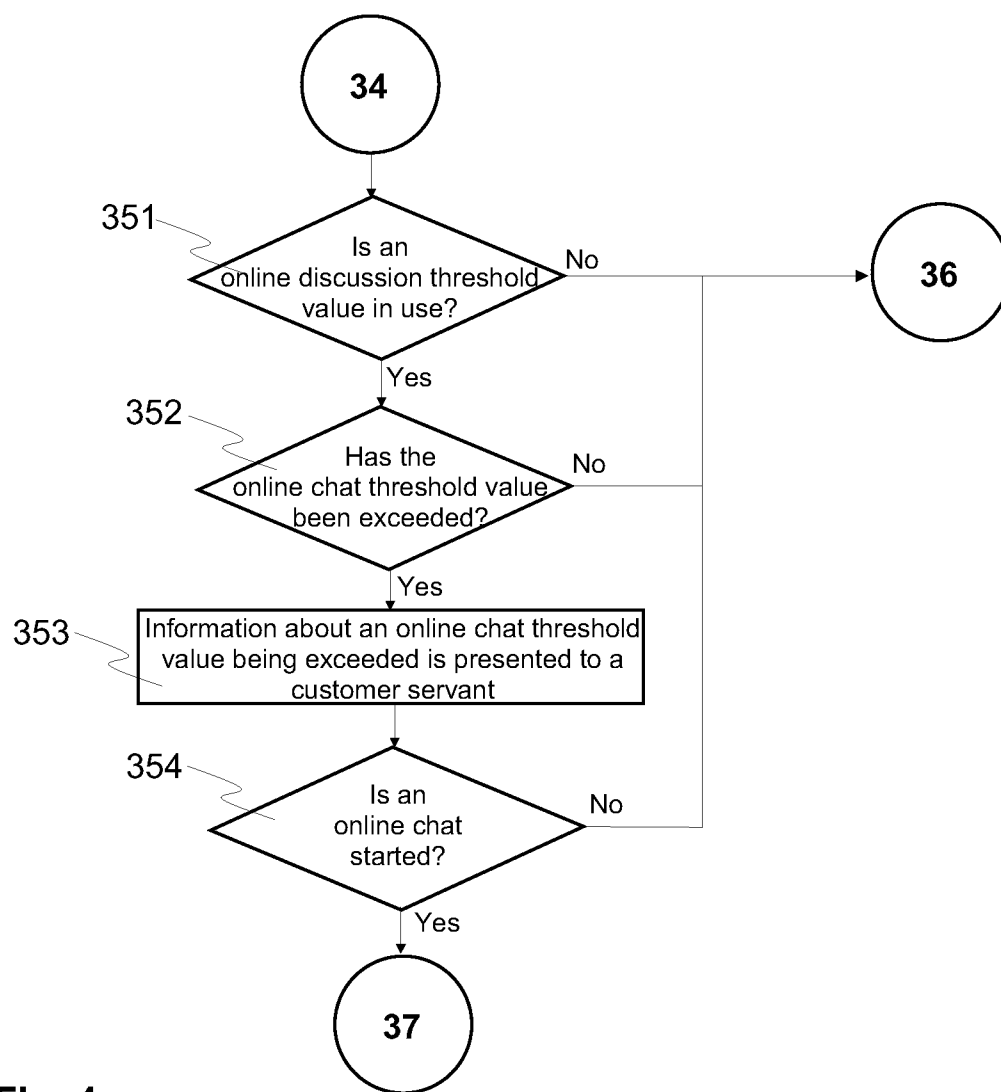 34
351
Is an
online discussion threshold
value in use?
No
36
Yes
352
Has the
online chat threshold value
been exceeded?
No
Yes
353
Information about an online chat threshold
value being exceeded is presented to a
customer servant
354
Is an
online chat
started?
No
Yes
37